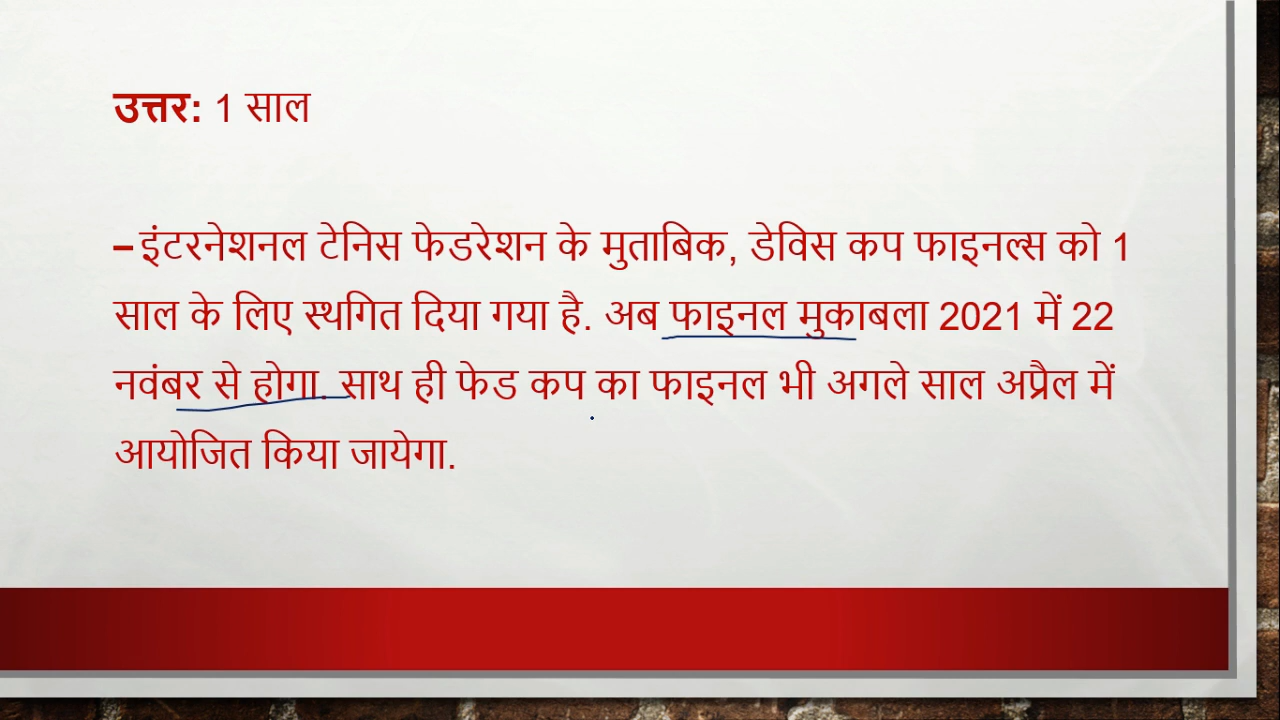 उत्तर: 1 साल
– इंटरनेशनल टेनिस फेडरेशन के मुताबिक, डेविस कप फाइनल्स को 1
साल के लिए स्थगित दिया गया है. अब फाइनल मुकाबला 2021 में 22
नवंबर से होगा. साथ ही फेड कप का फाइनल भी अगले साल अप्रैल में
आयोजित किया जायेगा.